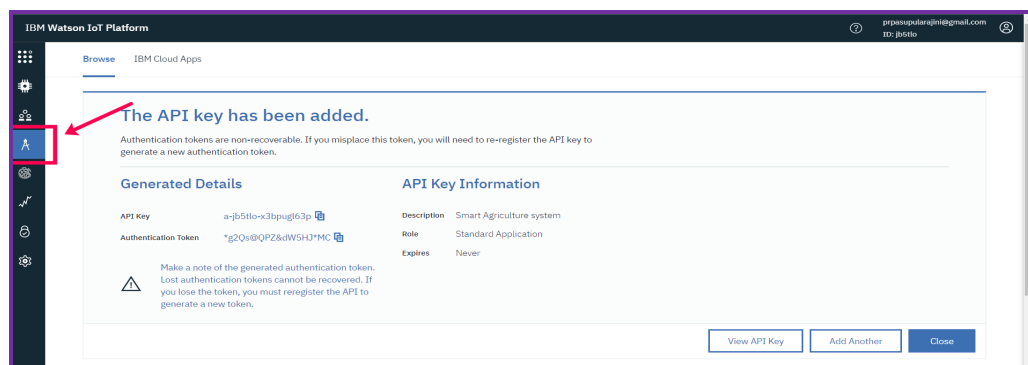 IBM Watson IoT Platform
prpasupularajini@gmail.com
ID: jb5tlo
Browse IBM Cloud Apps
The API key has been added.
Authentication tokens are non-recoverable. If you misplace this token, you will need to re-register the API key to
generate a new authentication token.
Generated Details
API Key a-jb5tlo-x3bpugl63p
Authentication Token *g2Qs@QPZ&dW5HJ*MC
Make a note of the generated authentication token.
Lost authentication tokens cannot be recovered. If
you lose the token, you must reregister the API to
generate a new token.
API Key Information
Description Smart Agriculture system
Role Standard Application
Expires Never
View API Key Add Another Close